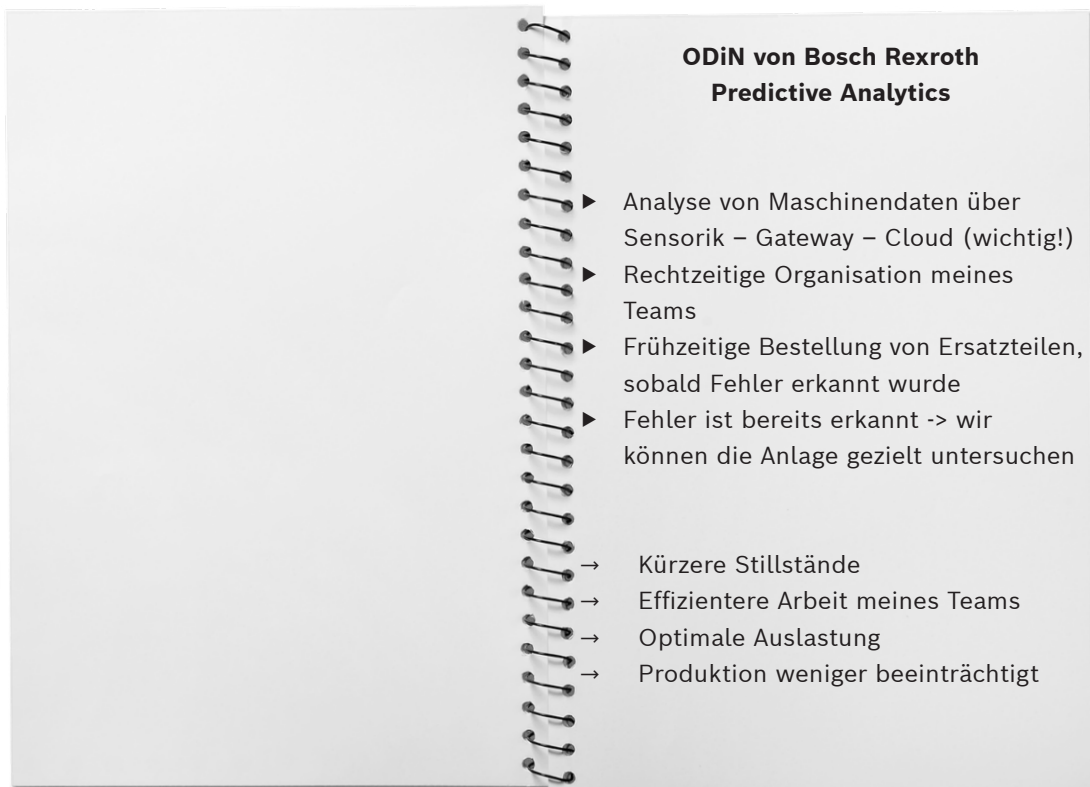 ODiN von Bosch Rexroth
Predictive Analytics
▶ Analyse von Maschinendaten über
Sensorik – Gateway – Cloud (wichtig!)
▶ Rechtzeitige Organisation meines
Teams
▶ Frühzeitige Bestellung von Ersatzteilen,
sobald Fehler erkannt wurde
▶ Fehler ist bereits erkannt -> wir
können die Anlage gezielt untersuchen
→ Kürzere Stillstände
→ Effizientere Arbeit meines Teams
→ Optimale Auslastung
→ Produktion weniger beeinträchtigt